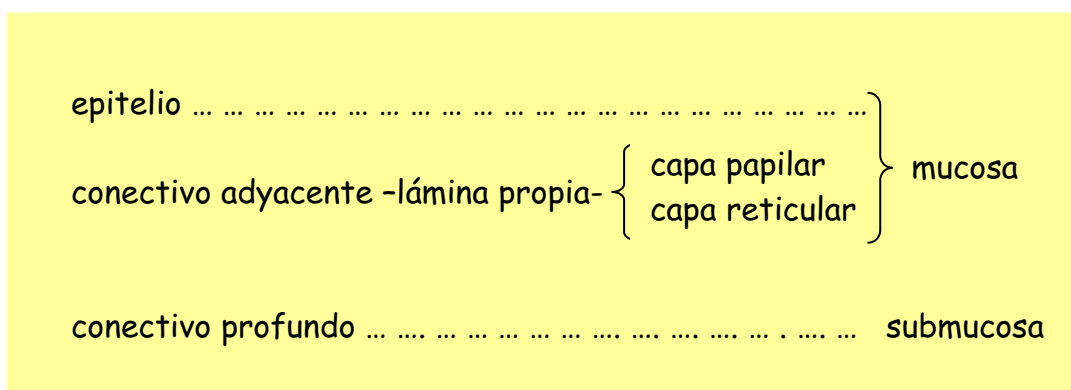 epitelio … … … … … … … … … … … … … … … … … … … … … …
capa papilar
mucosa
conectivo adyacente –lámina propia-
capa reticular
conectivo profundo … …. … … … … … …. …. …. …. … . …. … submucosa